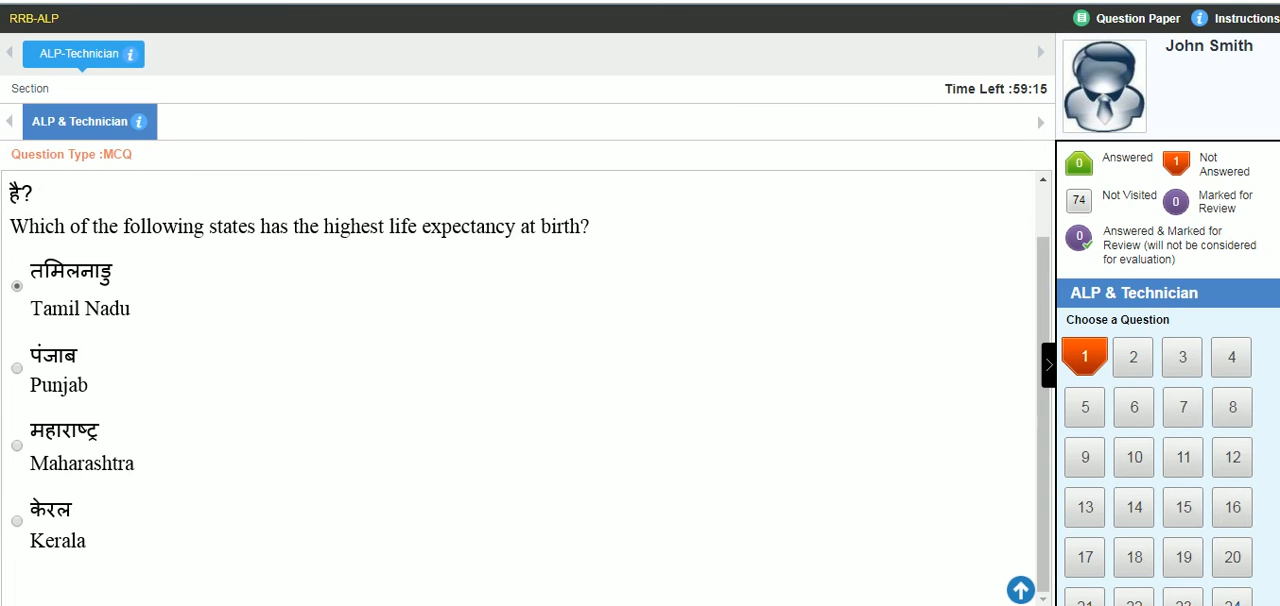 RRB-ALP
Question Paper
Instructions
ALP-Technician
John Smith
Section
Time Left :59:15
ALP & Technician
Question Type :MCQ
0 Answered
1 Not Answered
74 Not Visited
0 Marked for Review
0 Answered & Marked for
Review (will not be considered
for evaluation)
है?
Which of the following states has the highest life expectancy at birth?
तमिलनाडु
Tamil Nadu
पंजाब
Punjab
महाराष्ट्र
Maharashtra
केरल
Kerala
ALP & Technician
Choose a Question
1 2 3 4
5 6 7 8
9 10 11 12
13 14 15 16
17 18 19 20
21 22 23 24